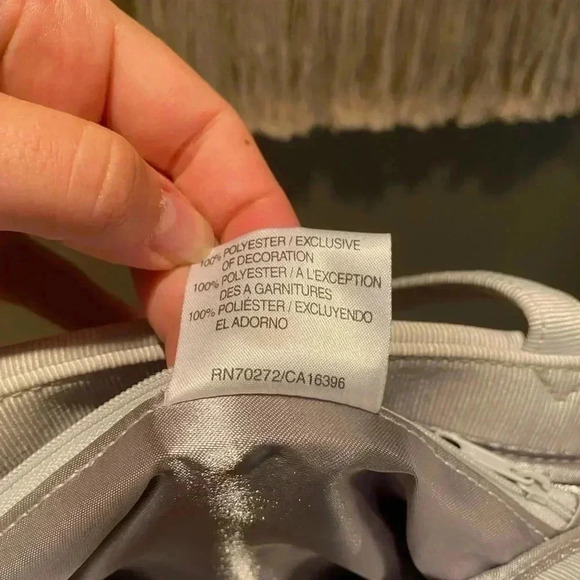 100% POLYESTER / EXCLUSIVE
OF DECORATION
100% POLYESTER / A L'EXCEPTION
DES A GARNITURES
100% POLIÉSTER / EXCLUYENDO
EL ADORNO
RN70272/CA16396